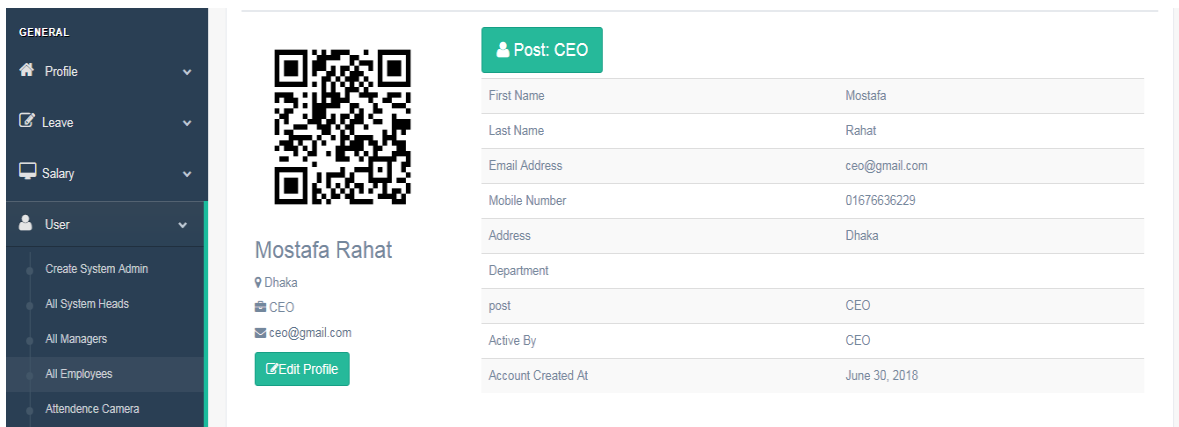 GENERAL
Profile
Leave
Salary
User
Create System Admin
All System Heads
All Managers
All Employees
Attendence Camera
Mostafa Rahat
Dhaka
CEO
ceo@gmail.com
Edit Profile
Post: CEO
First Name Mostafa
Last Name Rahat
Email Address ceo@gmail.com
Mobile Number 01676636229
Address Dhaka
Department
post CEO
Active By CEO
Account Created At June 30, 2018